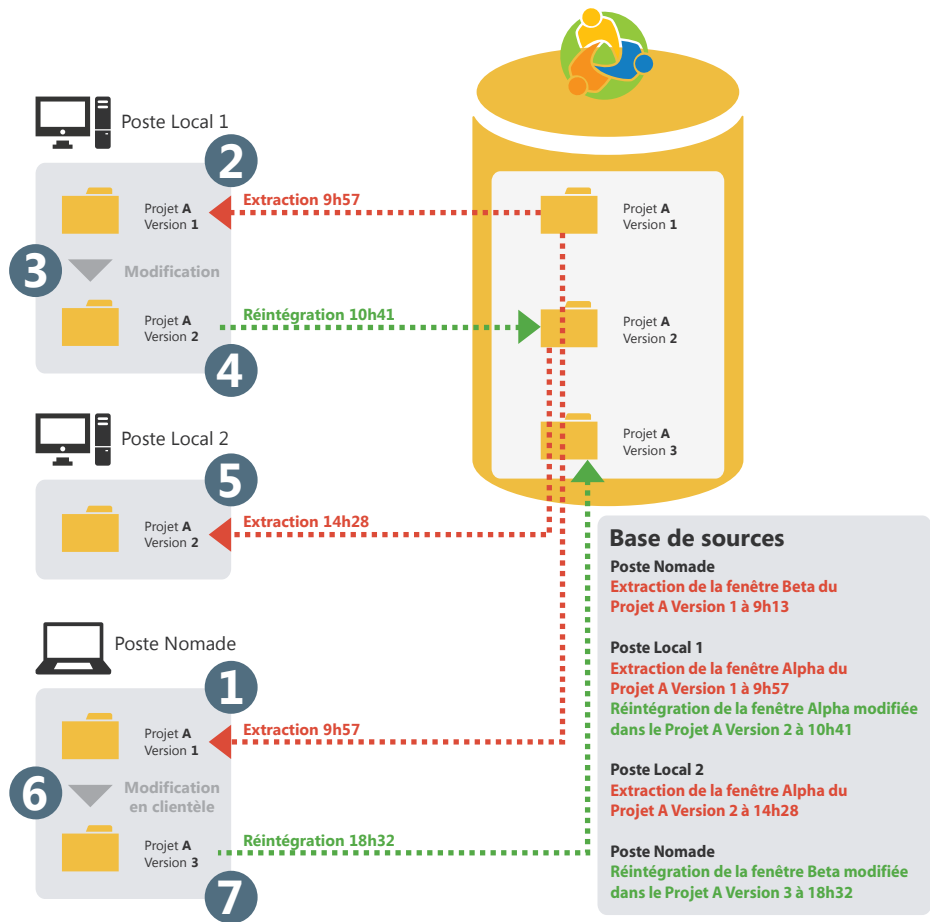 Poste Local 1
2
Extraction 9h57
Projet A
Version 1
Projet A
Version 1
3
Modification
Réintégration 10h41
Projet A
Version 2
Projet A
Version 2
4
Poste Local 2
Projet A
Version 3
5
Extraction 14h28
Projet A
Version 2
Poste Nomade
1
Extraction 9h57
Projet A
Version 1
6
Modification
en clientèle
Réintégration 18h32
Projet A
Version 3
7
Base de sources
Poste Nomade
Extraction de la fenêtre Beta du
Projet A Version 1 à 9h13
Poste Local 1
Extraction de la fenêtre Alpha du
Projet A Version 1 à 9h57
Réintégration de la fenêtre Alpha modifiée
dans le Projet A Version 2 à 10h41
Poste Local 2
Extraction de la fenêtre Alpha du
Projet A Version 2 à 14h28
Poste Nomade
Réintégration de la fenêtre Beta modifiée
dans le Projet A Version 3 à 18h32